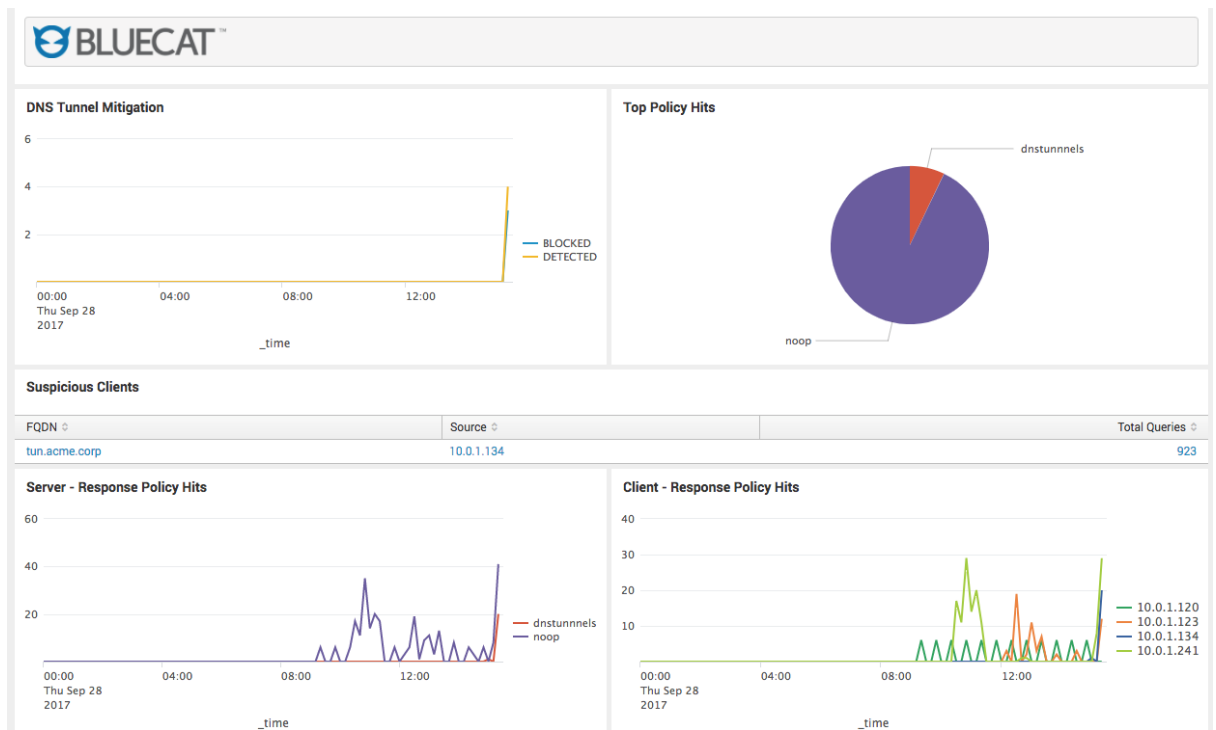 BLUECAT™
DNS Tunnel Mitigation
6
4
2
BLOCKED
DETECTED
00:00
04:00
08:00
12:00
Thu Sep 28
2017
_time
Top Policy Hits
dnstunnnels
noop
Suspicious Clients
FQDN Source Total Queries
tun.acme.corp 10.0.1.134 923
Server - Response Policy Hits
60
40
20
dnstunnnels
noop
00:00
04:00
08:00
12:00
Thu Sep 28
2017
_time
Client - Response Policy Hits
40
30
20
10
10.0.1.120
10.0.1.123
10.0.1.134
10.0.1.241
00:00
04:00
08:00
12:00
Thu Sep 28
2017
_time